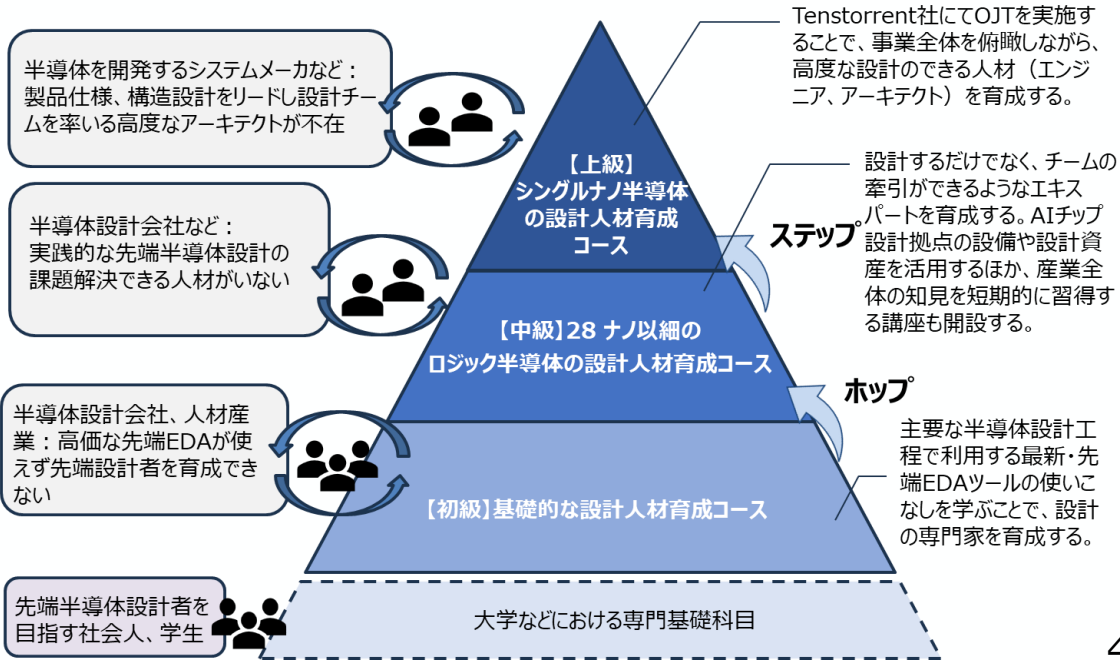 半導体を開発するシステムメーカなど：
製品仕様、構造設計をリードし設計チー
ムを率いる高度なアーキテクトが不在
半導体設計会社など：
実践的な先端半導体設計の
課題解決できる人材がいない
半導体設計会社、人材産
業：高価な先端EDAが使
えず先端設計者を育成でき
ない
先端半導体設計者を
目指す社会人、学生
【上級】
シングルナノ半導体
の設計人材育成
コース
【中級】28 ナノ以細の
ロジック半導体の設計人材育成コース
【初級】基礎的な設計人材育成コース
大学などにおける専門基礎科目
ステップ
ホップ
Tenstorrent社にてOJTを実施す
ることで、事業全体を俯瞰しながら、
高度な設計のできる人材（エンジ
ニア、アーキテクト）を育成する。
設計するだけでなく、チームの
牽引ができるようなエキス
パートを育成する。AIチップ
設計拠点の設備や設計資
産を活用するほか、産業全
体の知見を短期的に習得す
る講座も開設する。
主要な半導体設計工
程で利用する最新・先
端EDAツールの使いこ
なしを学ぶことで、設計
の専門家を育成する。